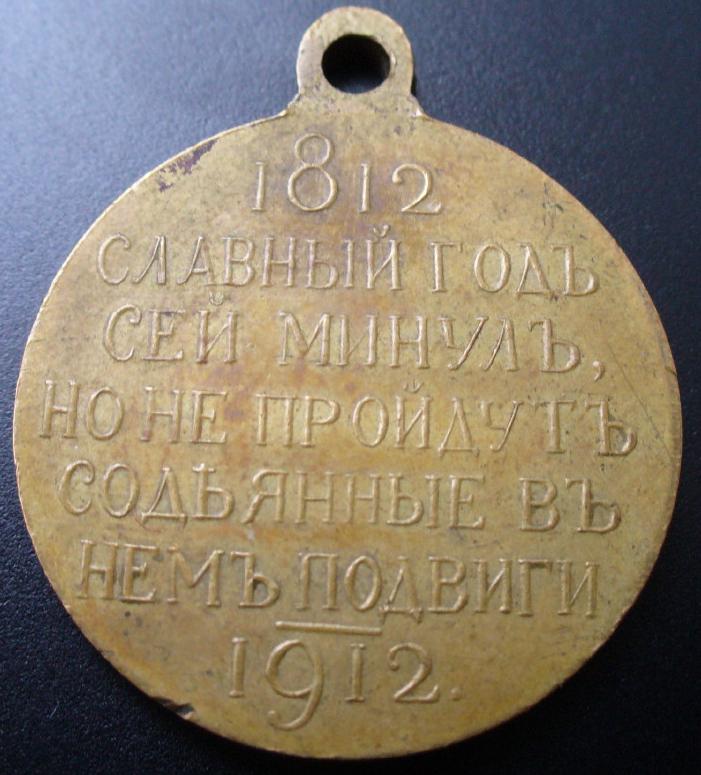 1812
СЛАВНЫЙ ГОДЪ
СЕЙ МИНУЛЪ,
НО НЕ ПРОЙДУТЪ
СОДѢЯННЫЕ ВЪ
НЕМЪ ПОДВИГИ
1912.